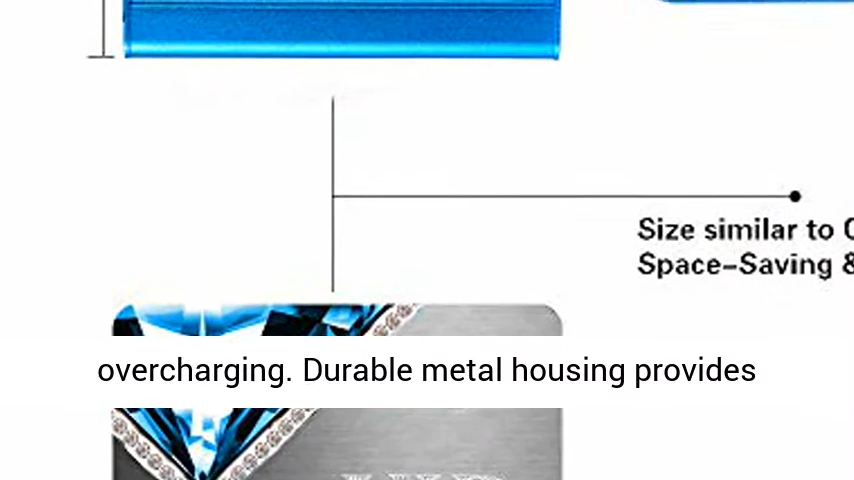 Size similar to
Space-Saving &
overcharging. Durable metal housing provides